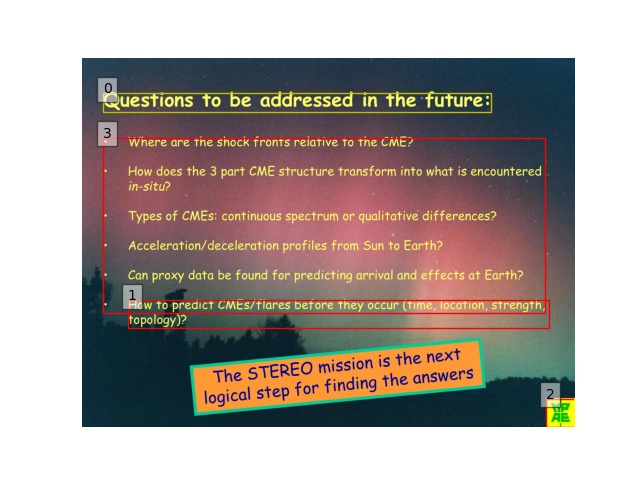 0
Questions to be addressed in the future:
3
• Where are the shock fronts relative to the CME?
• How does the 3 part CME structure transform into what is encountered
in-situ?
• Types of CMEs: continuous spectrum or qualitative differences?
• Acceleration/deceleration profiles from Sun to Earth?
• Can proxy data be found for predicting arrival and effects at Earth?
1
• How to predict CMEs/flares before they occur (time, location, strength,
topology)?
The STEREO mission is the next
logical step for finding the answers
2